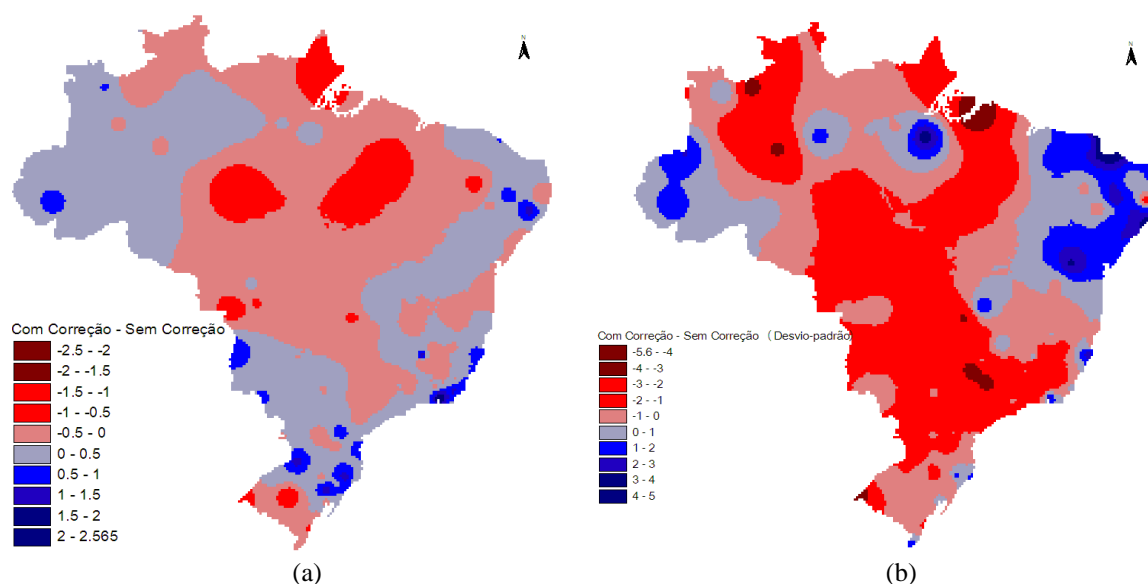 N
N
Com Correção - Sem Correção
-2.5 - -2
-2 - -1.5
-1.5 - -1
-1 - -0.5
-0.5 - 0
0 - 0.5
0.5 - 1
1 - 1.5
1.5 - 2
2 - 2.565
Com Correção - Sem Correção (Desvio-padrão)
-5.6 - -4
-4 - -3
-3 - -2
-2 - -1
-1 - 0
0 - 1
1 - 2
2 - 3
3 - 4
4 - 5
(a)
(b)